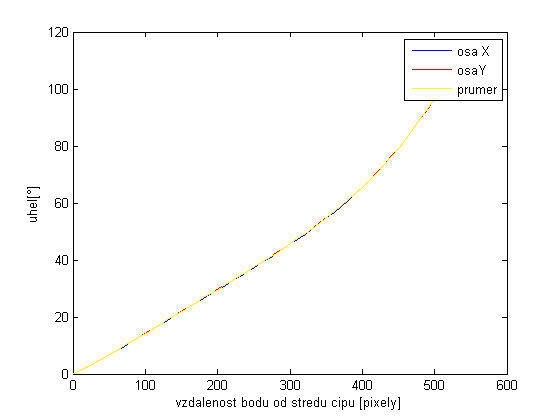 120
100
80
60
40
20
0
uhel[°]
osa X
osaY
prumer
0 100 200 300 400 500 600
vzdalenost bodu od stredu cipu [pixely]